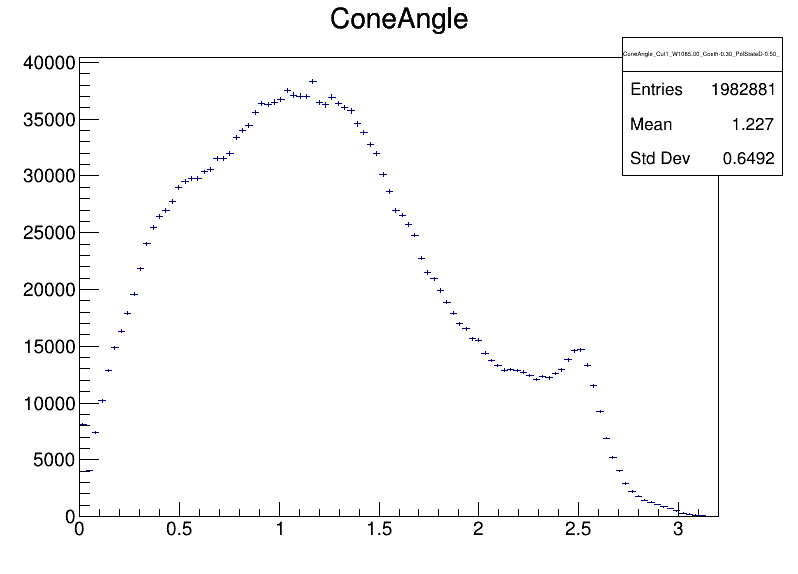 ConeAngle
ConeAngle_Cut1_W1085.00_Costh-0.30_PolStateD-0.50_
Entries 1982881
Mean 1.227
Std Dev 0.6492
40000
35000
30000
25000
20000
15000
10000
5000
0
0 0.5 1 1.5 2 2.5 3